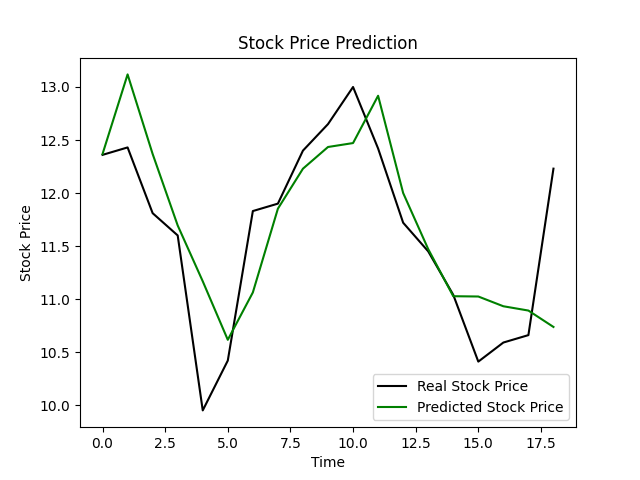 Stock Price Prediction
13.0
12.5
12.0
11.5
11.0
10.5
10.0
Stock Price
0.0 2.5 5.0 7.5 10.0 12.5 15.0 17.5
Time
Real Stock Price
Predicted Stock Price